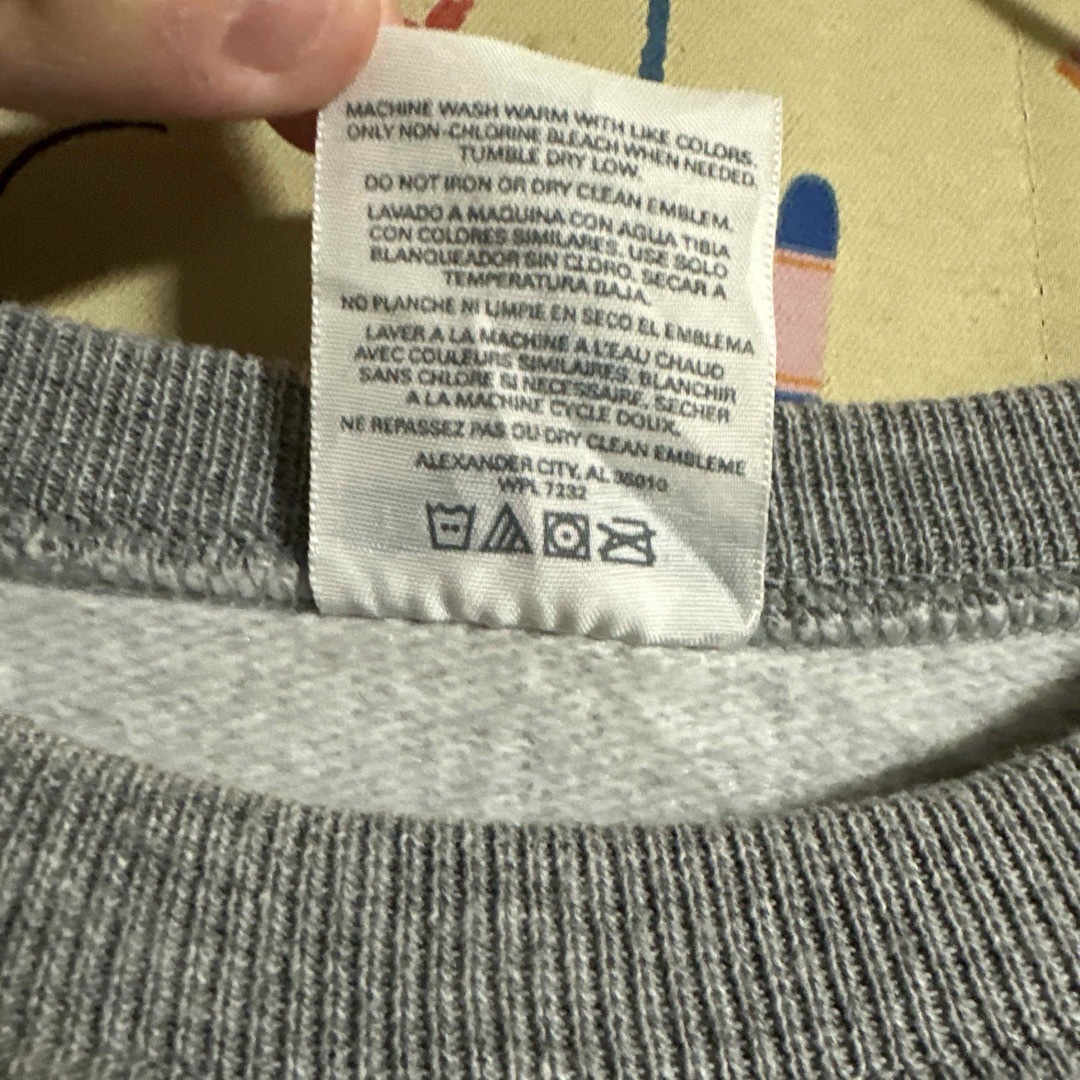 MACHINE WASH WARM WITH LIKE COLORS.
ONLY NON-CHLORINE BLEACH WHEN NEEDED.
TUMBLE DRY LOW.
DO NOT IRON OR DRY CLEAN EMBLEM.
LAVADO A MAQUINA CON AGUA TIBIA
CON COLORES SIMILARES, USE SOLO
BLANQUEADOR SIN CLORO, SECAR A
TEMPERATURA BAJA.
NO PLANCHE NI LIMPIE EN SECO EL EMBLEMA
LAVER A LA MACHINE A L'EAU CHAUD
AVEC COULEURS SIMILAIRES, BLANCHIR
SANS CHLORE SI NECESSAIRE, SECHER
A LA MACHINE CYCLE DOUX.
NE REPASSEZ PAS OU DRY CLEAN EMBLEME
ALEXANDER CITY, AL 35010
WPL 7232